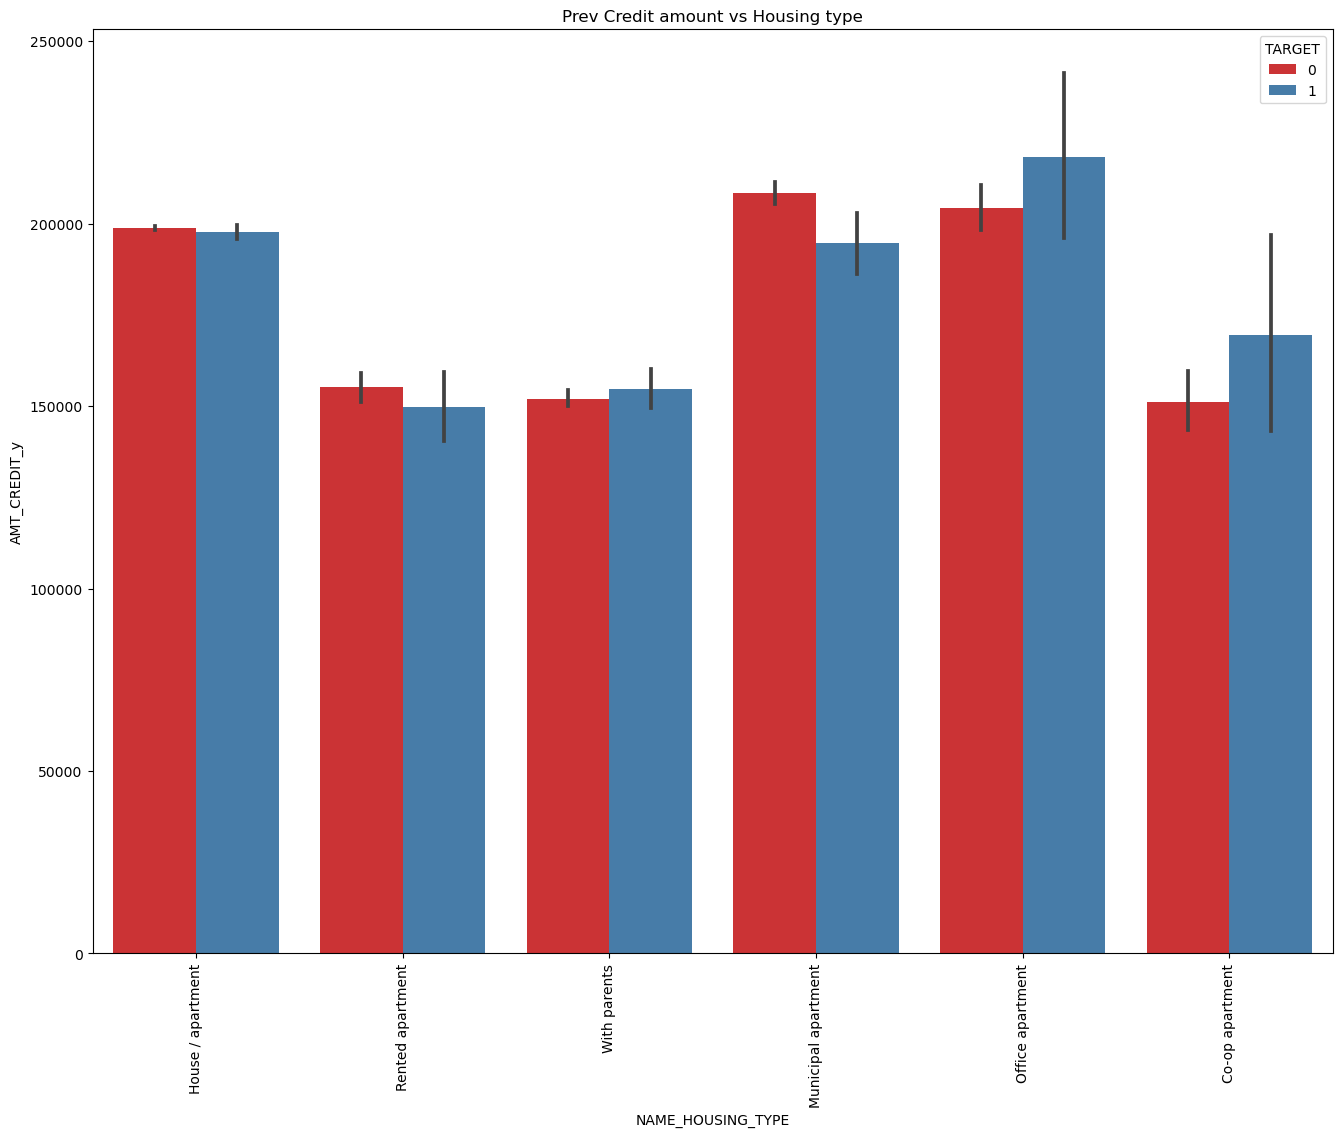 Prev Credit amount vs Housing type
TARGET
0
1
AMT_CREDIT_y
250000
200000
150000
100000
50000
0
House / apartment
Rented apartment
With parents
Municipal apartment
Office apartment
Co-op apartment
NAME_HOUSING_TYPE